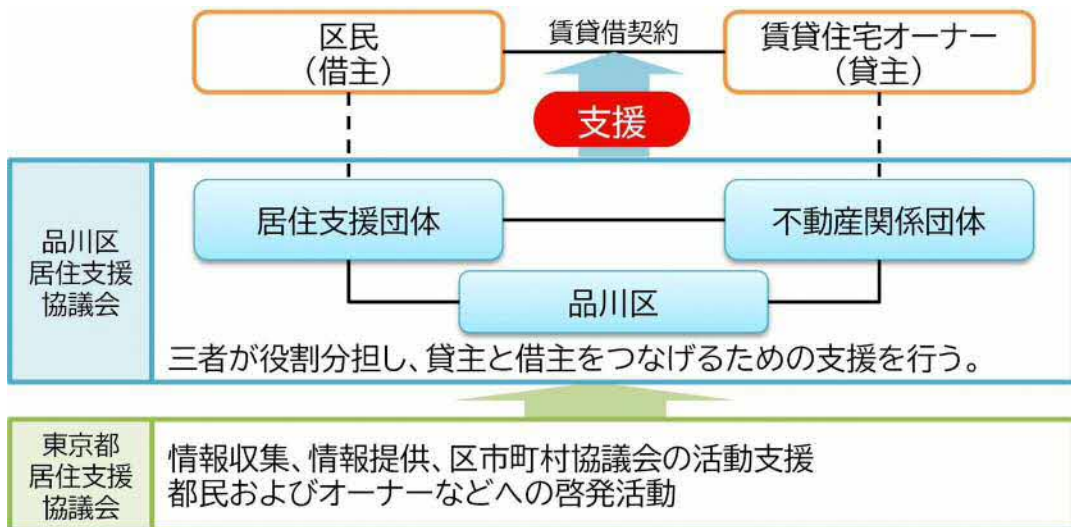 区民
（借主）
賃貸借契約
賃貸住宅オーナー
（貸主）
支援
品川区
居住支援
協議会
居住支援団体
不動産関係団体
品川区
三者が役割分担し、貸主と借主をつなげるための支援を行う。
東京都
居住支援
協議会
情報収集、情報提供、区市町村協議会の活動支援
都民およびオーナーなどへの啓発活動